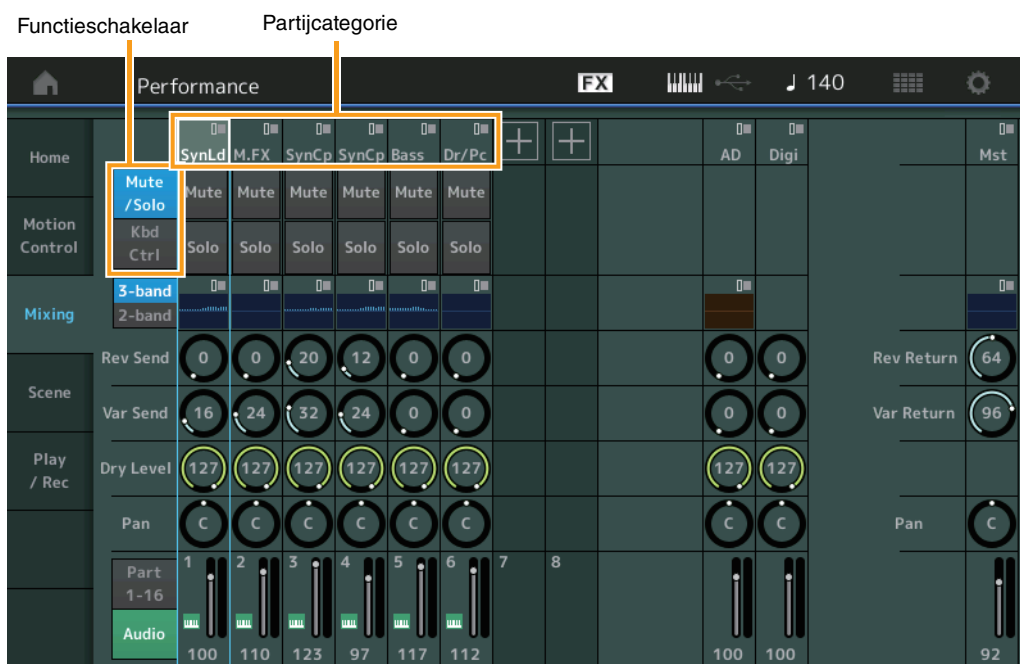 Functieschakelaar Partijcategorie
Performance FX 140
Home SynLd M.FX SynCp SynCp Bass Dr/Pc + + AD Digi Mst
Mute /Solo Mute Mute Mute Mute Mute Mute
Motion Control Kbd Ctrl Solo Solo Solo Solo Solo Solo
Mixing 3-band 2-band
Rev Send 0 0 20 12 0 0 0 0 Rev Return 64
Scene Var Send 16 24 32 24 0 0 0 0 Var Return 96
Play / Rec Dry Level 127 127 127 127 127 127 127 127
Pan C C C C C C C C Pan C
Part 1-16 1 2 3 4 5 6 7 8
Audio
100 110 123 97 117 112 100 100 92